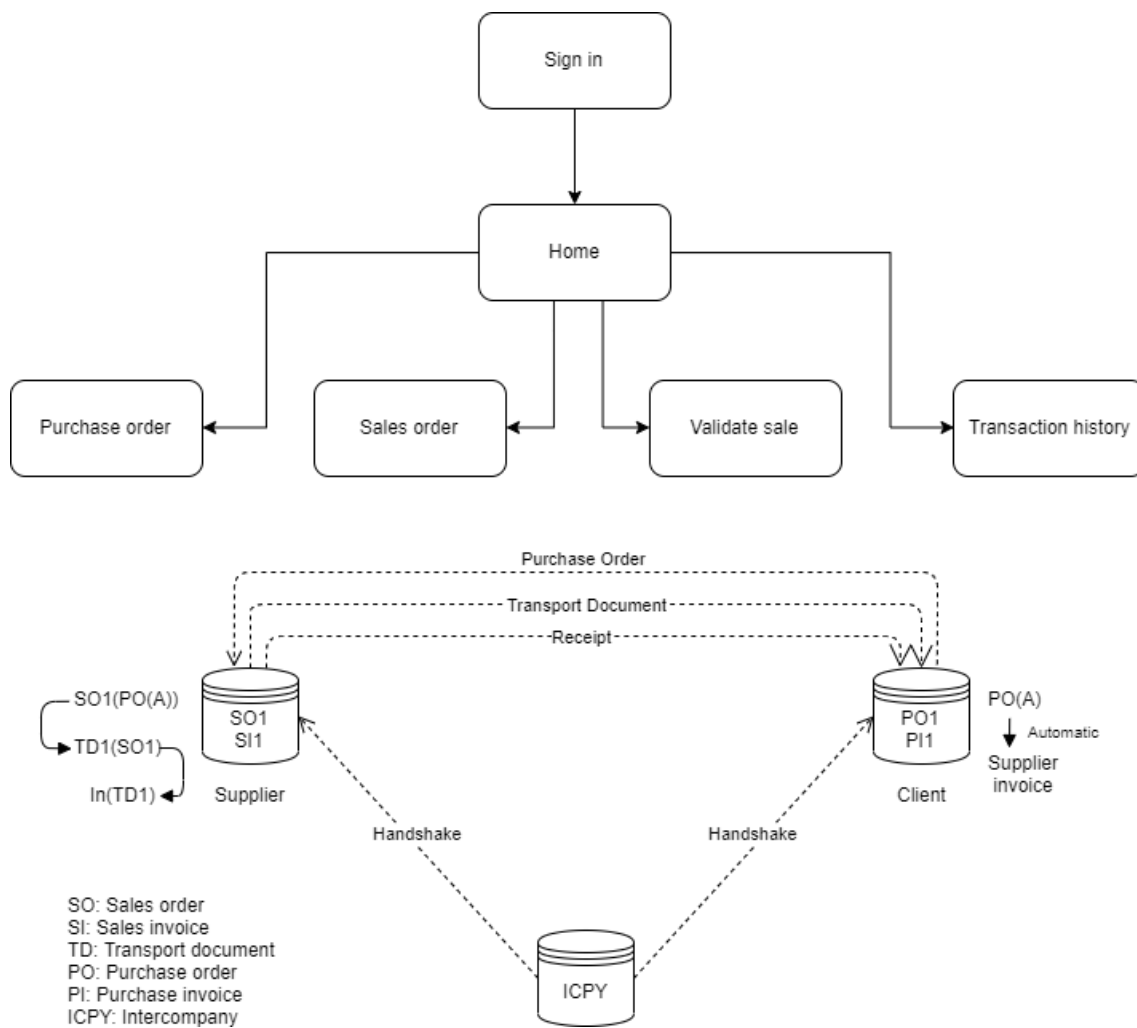 Sign in
Home
Purchase order
Sales order
Validate sale
Transaction history
Purchase Order
Transport Document
Receipt
SO1(PO(A))
TD1(SO1)
In(TD1)
SO1
SI1
Supplier
PO1
PI1
Client
PO(A)
Automatic
Supplier
invoice
Handshake
Handshake
ICPY
SO: Sales order
SI: Sales invoice
TD: Transport document
PO: Purchase order
PI: Purchase invoice
ICPY: Intercompany